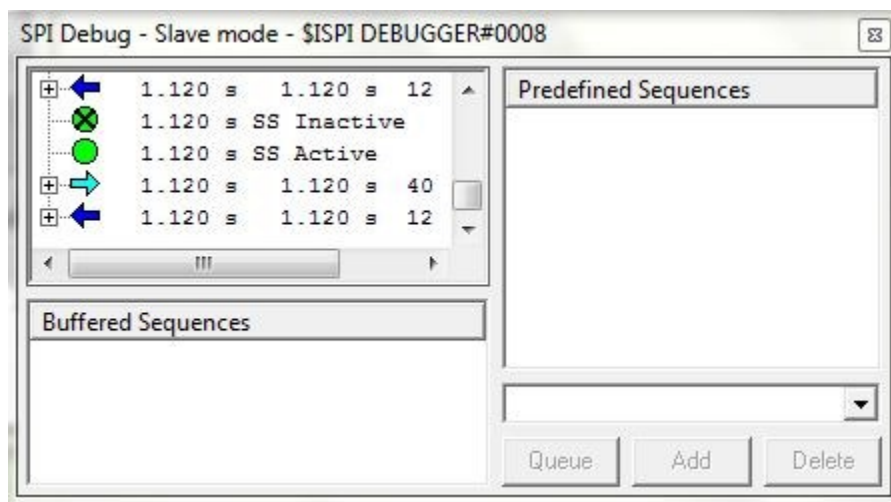 SPI Debug - Slave mode - $ISPI DEBUGGER#0008
1.120 s 1.120 s 12
1.120 s SS Inactive
1.120 s SS Active
1.120 s 1.120 s 40
1.120 s 1.120 s 12
Buffered Sequences
Predefined Sequences
Queue Add Delete